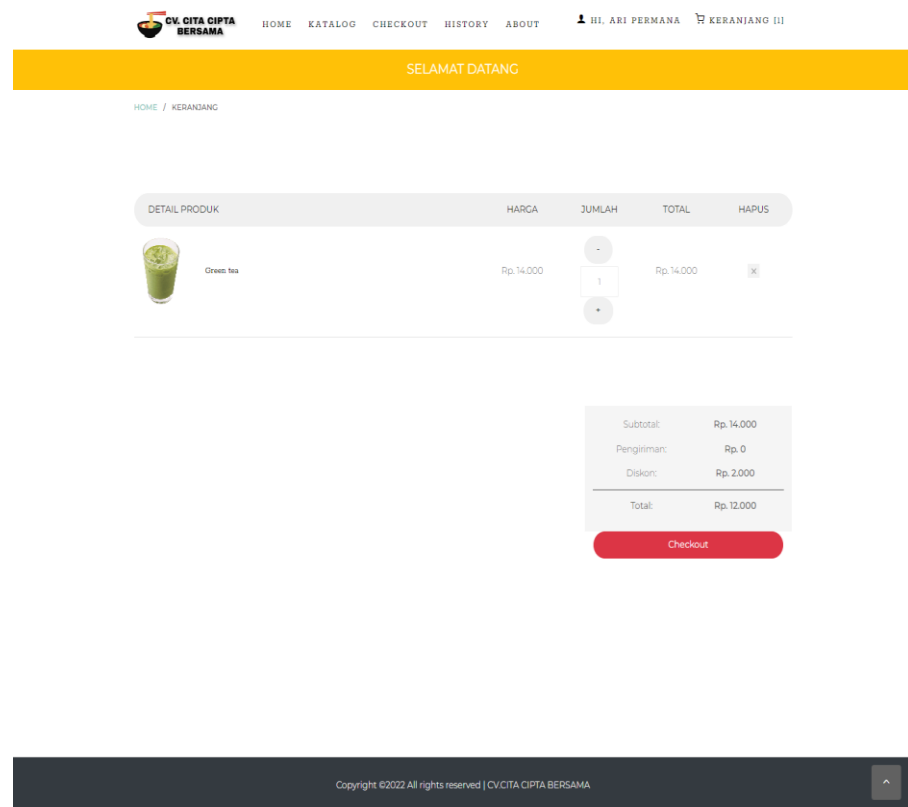 CV. CITA CIPTA
BERSAMA
HOME KATALOG CHECKOUT HISTORY ABOUT HI, ARI PERMANA KERANJANG [1]
SELAMAT DATANG
HOME / KERANJANG
DETAIL PRODUK HARGA JUMLAH TOTAL HAPUS
-
Green tea Rp. 14.000 1 Rp. 14.000 x
+
Subtotal: Rp. 14.000
Pengiriman: Rp. 0
Diskon: Rp. 2.000
Total: Rp. 12.000
Checkout
Copyright ©2022 All rights reserved | CV.CITA CIPTA BERSAMA